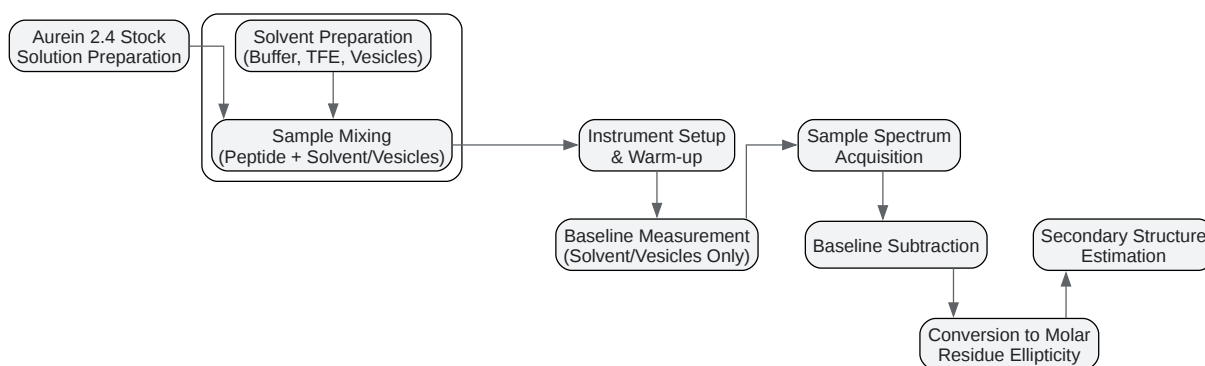 Aurein 2.4 Stock
Solution Preparation
Solvent Preparation
(Buffer, TFE, Vesicles)
Sample Mixing
(Peptide + Solvent/Vesicles)
Instrument Setup
& Warm-up
Baseline Measurement
(Solvent/Vesicles Only)
Sample Spectrum
Acquisition
Baseline Subtraction
Conversion to Molar
Residue Ellipticity
Secondary Structure
Estimation